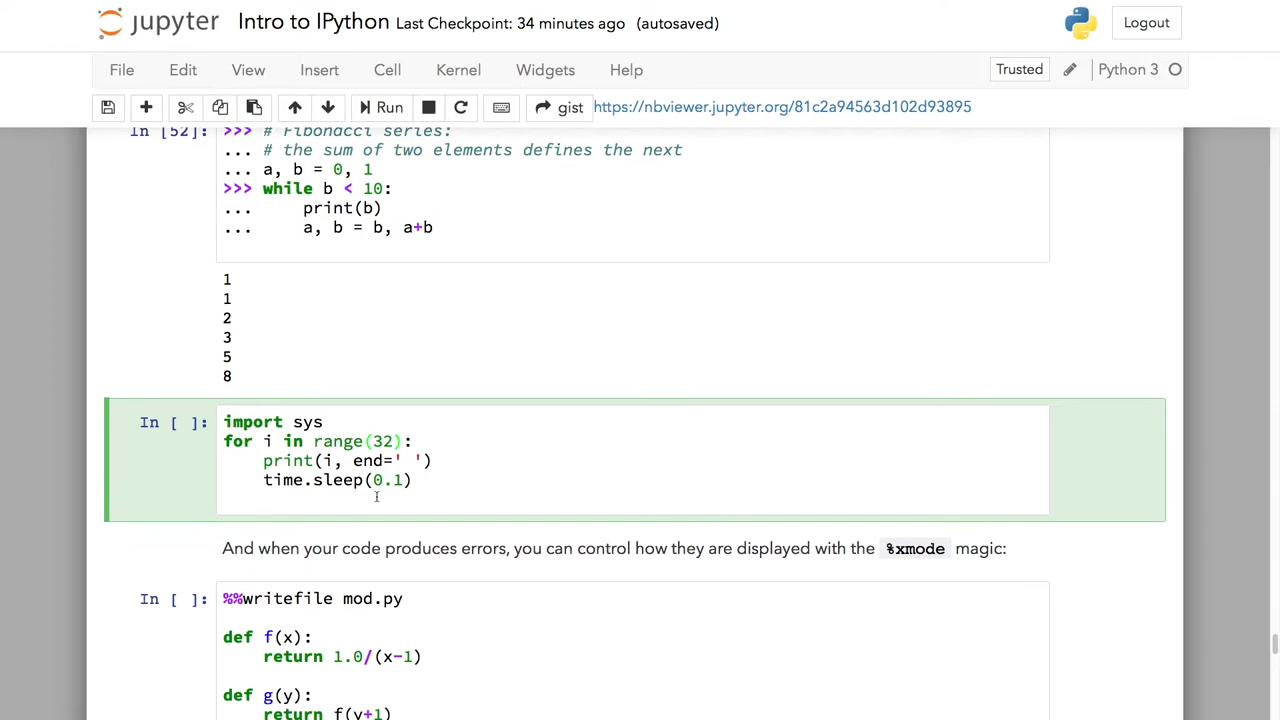 jupyter Intro to IPython Last Checkpoint: 34 minutes ago (autosaved) Logout
File Edit View Insert Cell Kernel Widgets Help Trusted Python 3
Run gist https://nbviewer.jupyter.org/81c2a94563d102d93895
In [52]: >>> # Fibonacci series:
... # the sum of two elements defines the next
... a, b = 0, 1
>>> while b < 10:
... print(b)
... a, b = b, a+b
1
1
2
3
5
8
In [ ]: import sys
for i in range(32):
print(i, end=' ')
time.sleep(0.1)
And when your code produces errors, you can control how they are displayed with the %xmode magic:
In [ ]: %%writefile mod.py
def f(x):
return 1.0/(x-1)
def g(y):
return f(y+1)